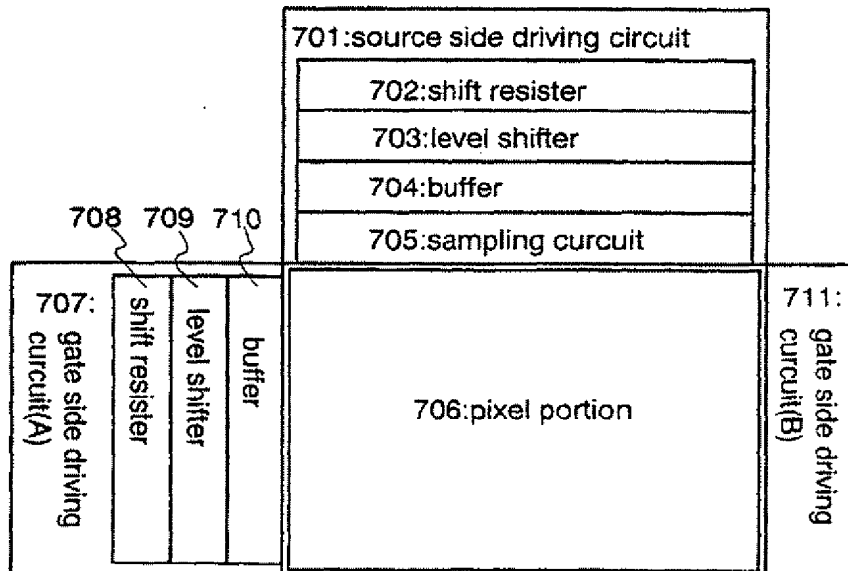 701:source side driving circuit
702:shift resister
703:level shifter
704:buffer
705:sampling curcuit
708 709 710
707:
gate side driving
curcuit(A)
shift resister
level shifter
buffer
706:pixel portion
711:
gate side driving
curcuit(B)